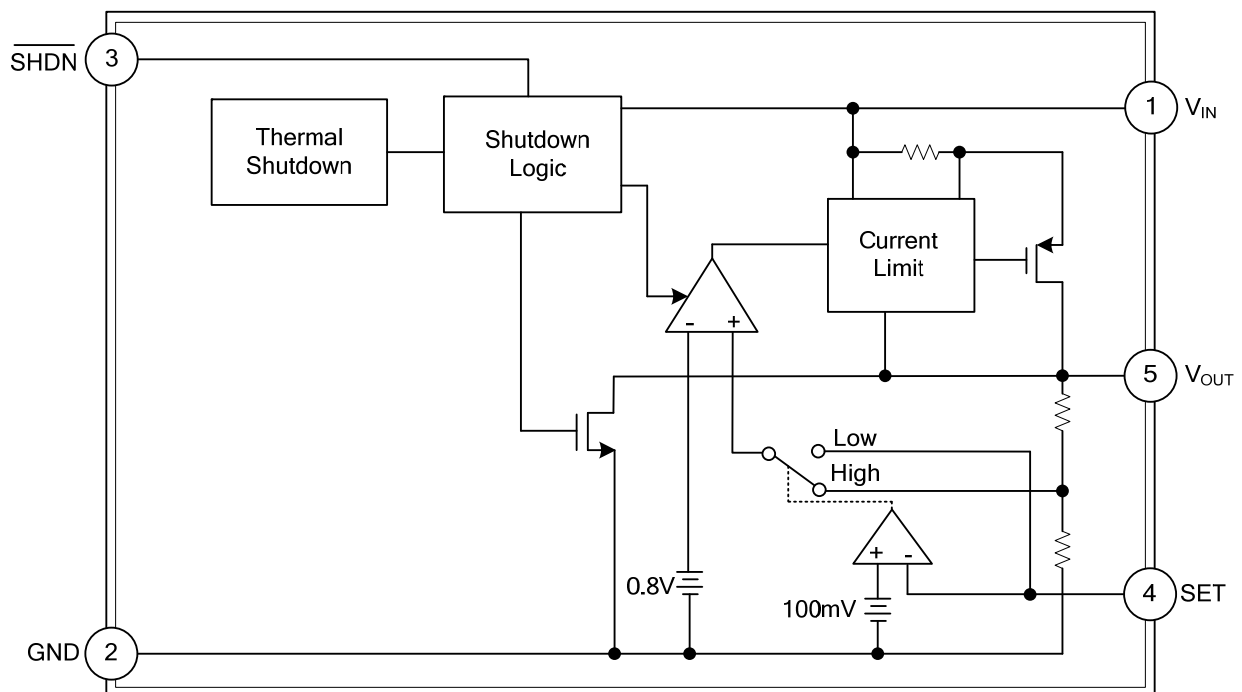 SHDN
3
Thermal
Shutdown
Shutdown
Logic
1
VIN
Current
Limit
- +
5
VOUT
Low
High
+ -
0.8V
100mV
4
SET
GND
2